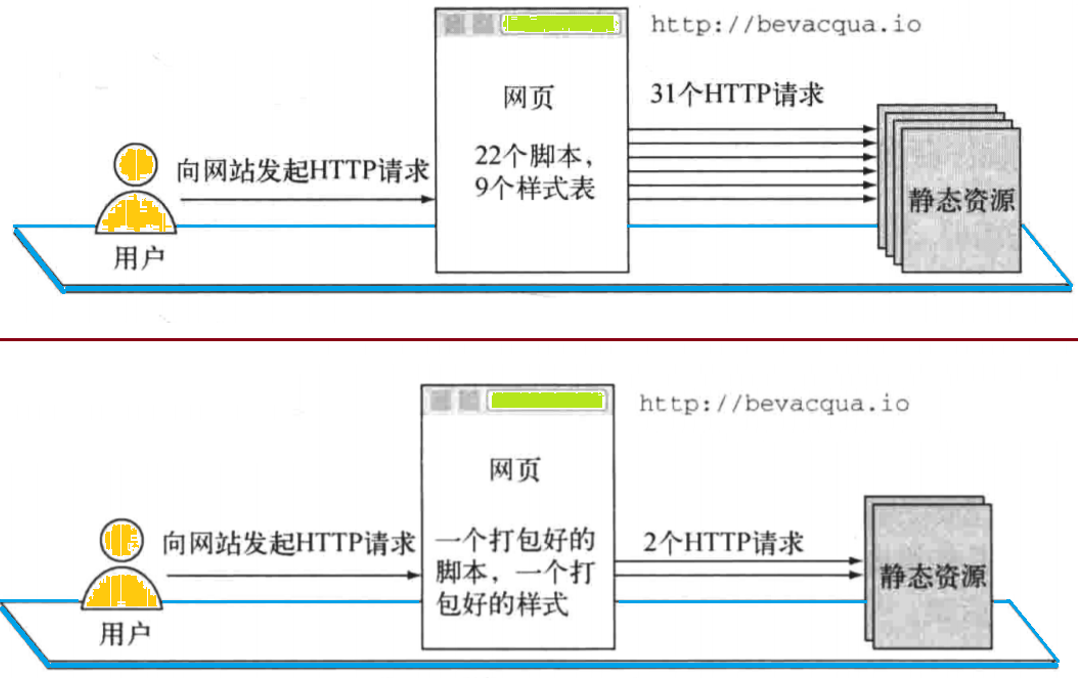 http://bevacqua.io
网页
31个HTTP请求
22个脚本，
9个样式表
向网站发起HTTP请求
静态资源
用户
http://bevacqua.io
网页
向网站发起HTTP请求
一个打包好的
脚本，一个打
包好的样式
2个HTTP请求
静态资源
用户